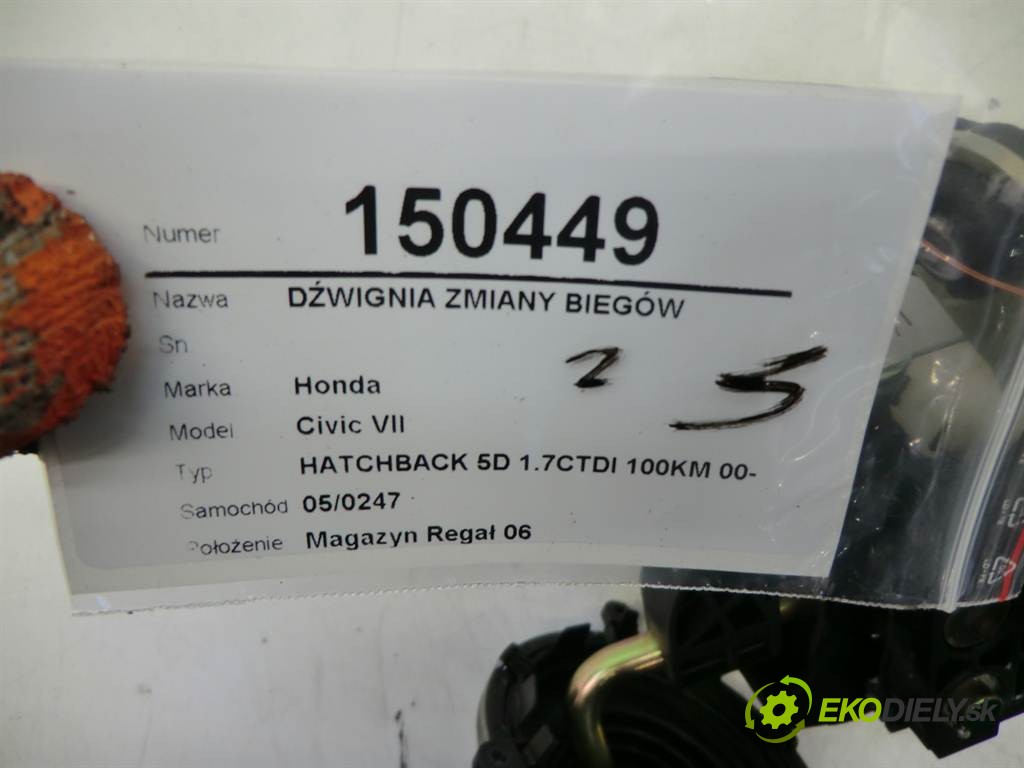 Numer 150449
Nazwa DŹWIGNIA ZMIANY BIEGÓW
Sn
Marka Honda
2 5
Model Civic VII
Typ HATCHBACK 5D 1.7CTDI 100KM 00-
Samochód 05/0247
Położenie Magazyn Regał 06
EKODIELY.sk